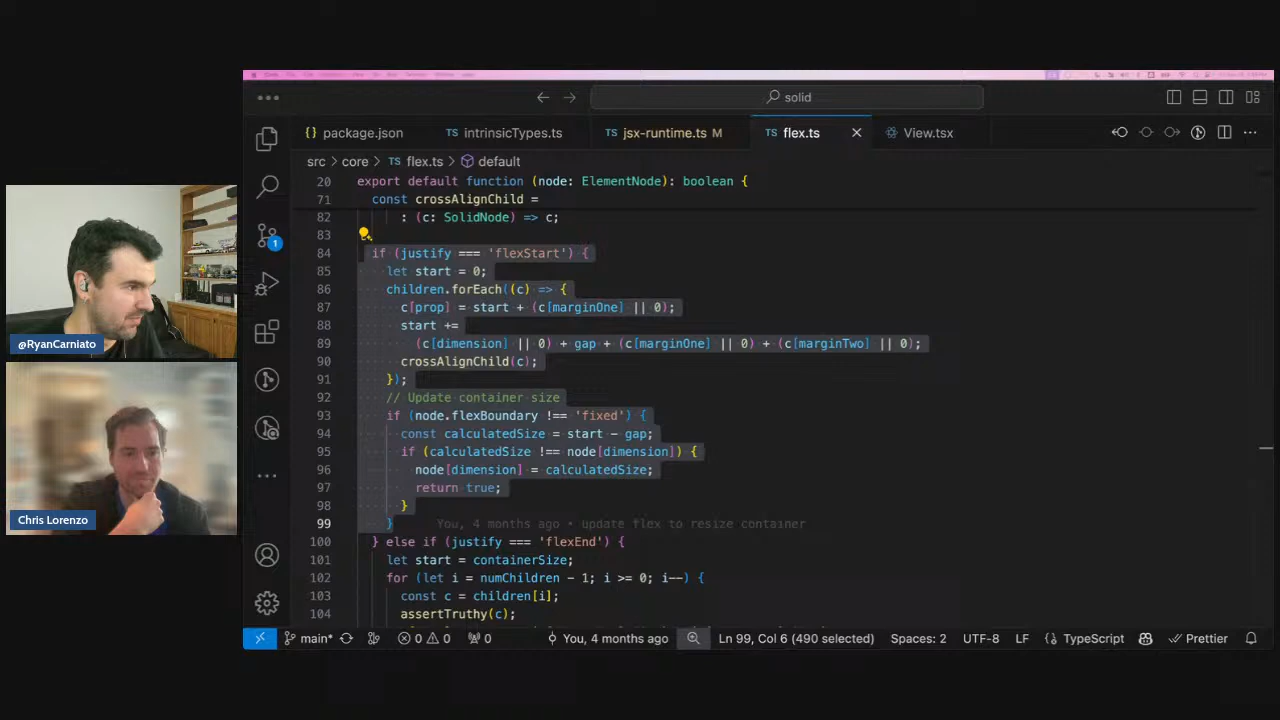 solid
package.json
TS intrinsicTypes.ts
TS jsx-runtime.ts M
TS flex.ts
View.tsx
src > core > TS flex.ts > default
20 export default function (node: ElementNode): boolean {
71 const crossAlignChild =
82 : (c: SolidNode) => c;
83
84 if (justify === 'flexStart') {
85 let start = 0;
86 children.forEach((c) => {
87 c[prop] = start + (c[marginOne] || 0);
88 start +=
89 (c[dimension] || 0) + gap + (c[marginOne] || 0) + (c[marginTwo] || 0);
90 crossAlignChild(c);
91 });
92 // Update container size
93 if (node.flexBoundary !== 'fixed') {
94 const calculatedSize = start - gap;
95 if (calculatedSize !== node[dimension]) {
96 node[dimension] = calculatedSize;
97 return true;
98 }
99 } You, 4 months ago • update flex to resize container
100 } else if (justify === 'flexEnd') {
101 let start = containerSize;
102 for (let i = numChildren - 1; i >= 0; i--) {
103 const c = children[i];
104 assertTruthy(c);
1
@RyanCarniato
Chris Lorenzo
main* 0 0 0 You, 4 months ago Ln 99, Col 6 (490 selected) Spaces: 2 UTF-8 LF {} TypeScript Prettier